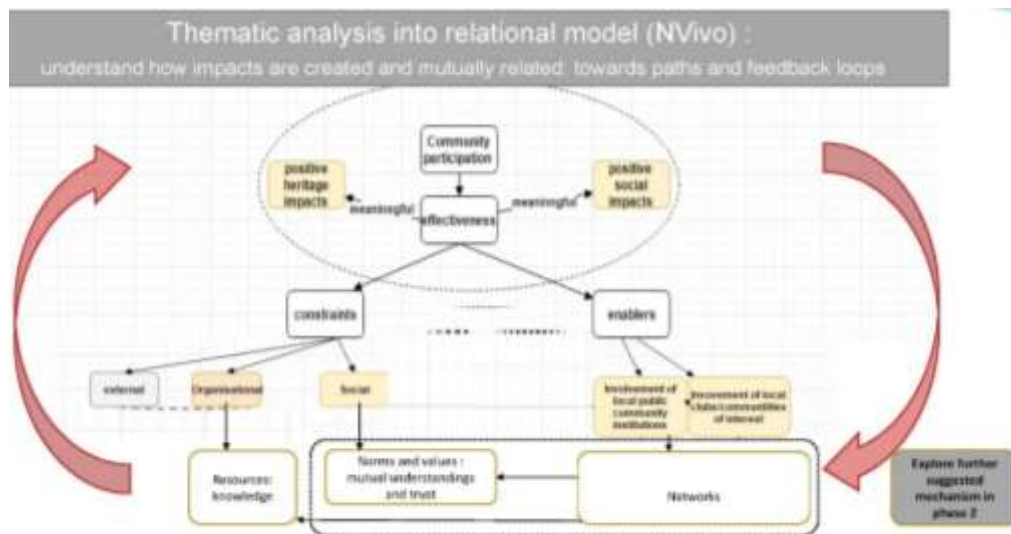 Thematic analysis into relational model (NVivo) :
understand how impacts are created and mutually related: towards paths and feedback loops
Community
participation
positive
heritage
impacts
positive
social
impacts
meaningful
meaningful
effectiveness
constraints
enablers
external
Organisational
Social
Involvement of
local public
community
institutions
Involvement of local
clubs/communities
of interest
Resources:
knowledge
Norms and values :
mutual understandings
and trust
Networks
Explore further
suggested
mechanism in
phase 2